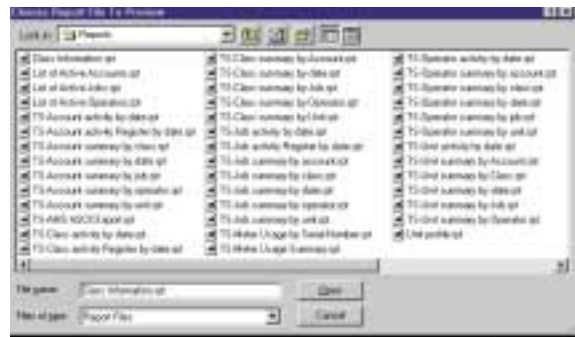 Choose Report File To Preview
Look in: Reports
Class Information.rpt
List of Active Accounts.rpt
List of Active Jobs.rpt
List of Active Operators.rpt
TS-Account activity by date.rpt
TS-Account activity Register by date.rpt
TS-Account summary by class.rpt
TS-Account summary by date.rpt
TS-Account summary by job.rpt
TS-Account summary by operator.rpt
TS-Account summary by unit.rpt
TS-AMS ASCII Export.rpt
TS-Class activity by date.rpt
TS-Class activity Register by date.rpt
TS-Class summary by Account.rpt
TS-Class summary by date.rpt
TS-Class summary by Job.rpt
TS-Class summary by Operator.rpt
TS-Class summary by Unit.rpt
TS-Job activity by date.rpt
TS-Job activity Register by date.rpt
TS-Job summary by account.rpt
TS-Job summary by class.rpt
TS-Job summary by date.rpt
TS-Job summary by operator.rpt
TS-Job summary by unit.rpt
TS-Meter Usage by Serial Number.rpt
TS-Meter Usage Summary.rpt
TS-Operator activity by date.rpt
TS-Operator summary by account.rpt
TS-Operator summary by class.rpt
TS-Operator summary by date.rpt
TS-Operator summary by job.rpt
TS-Operator summary by unit.rpt
TS-Unit activity by date.rpt
TS-Unit summary by Account.rpt
TS-Unit summary by Class.rpt
TS-Unit summary by date.rpt
TS-Unit summary by Job.rpt
TS-Unit summary by Operator.rpt
Unit profile.rpt
File name: Class Information.rpt Open
Files of type: Report Files Cancel